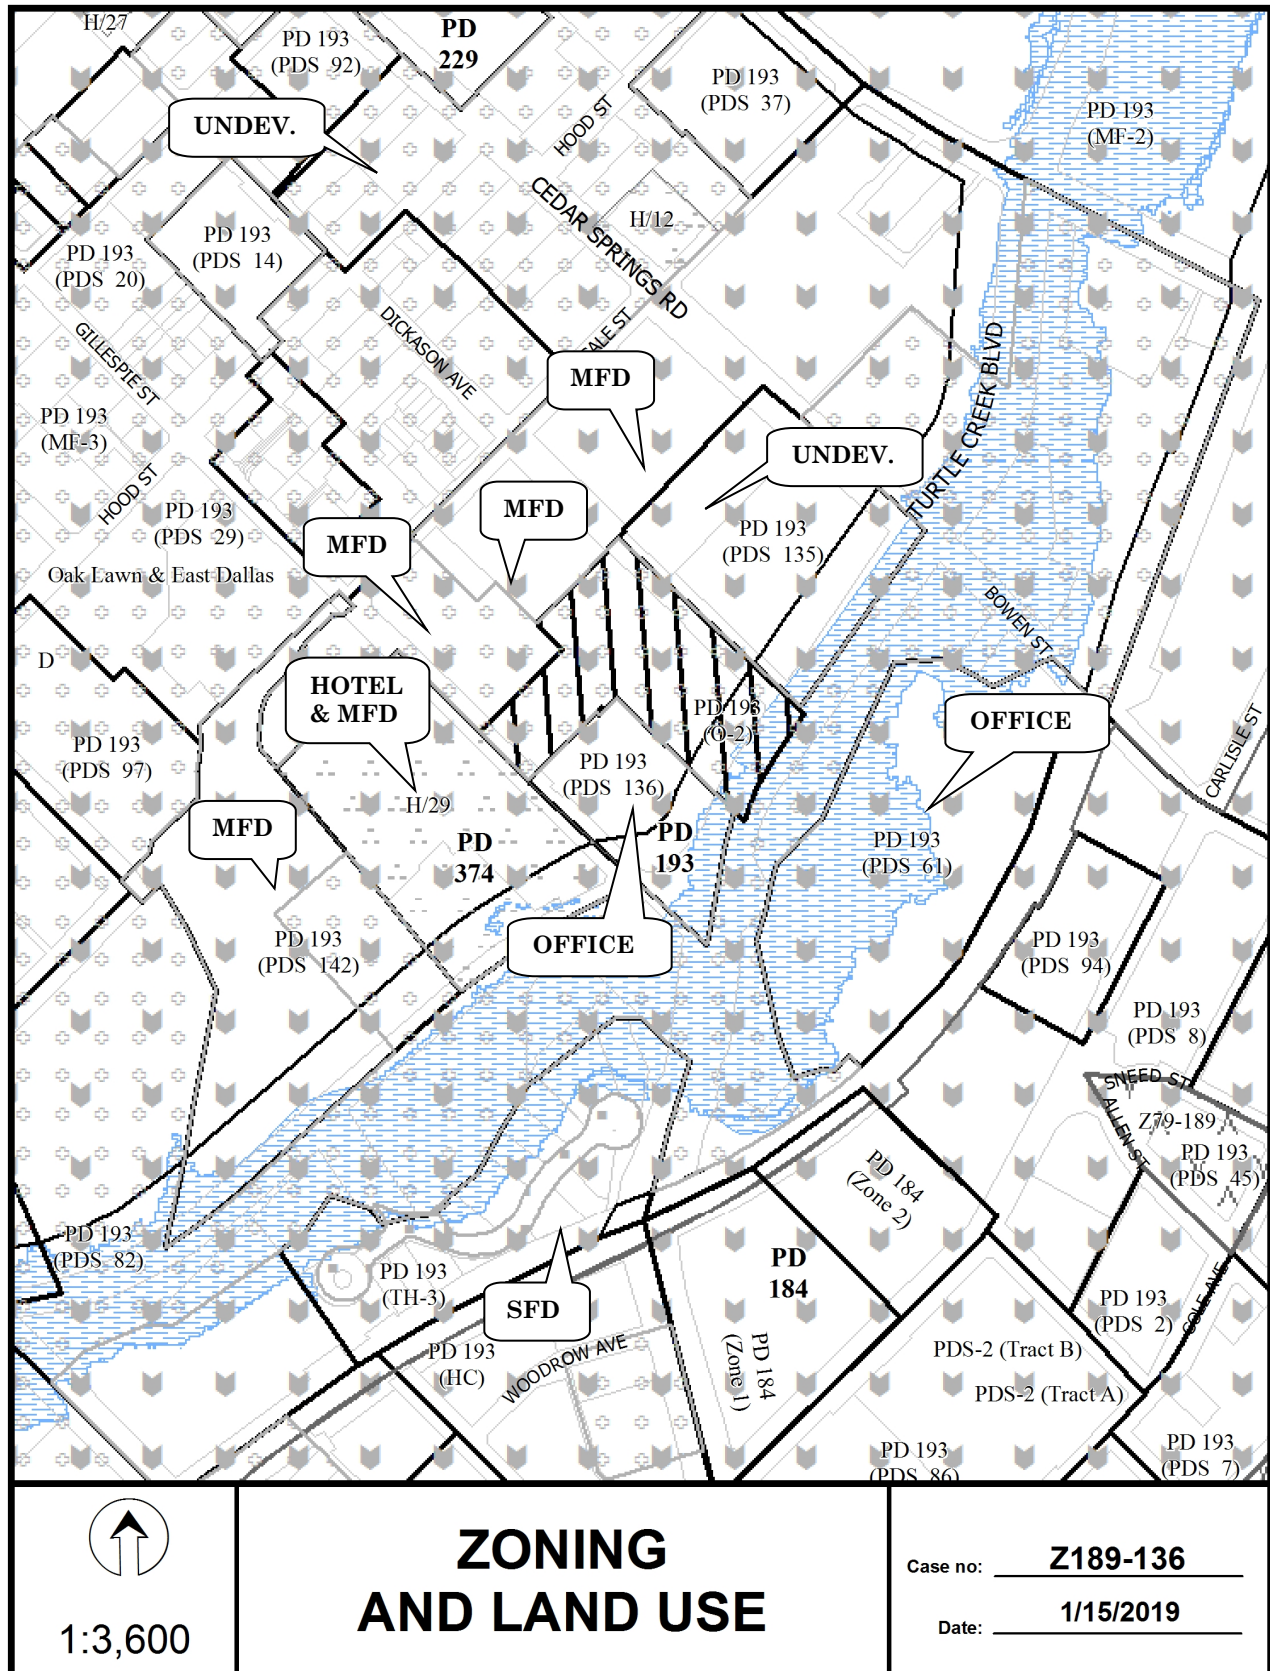 H/27
PD 193
(PDS 92)
PD
229
PD 193
(PDS 37)
PD 193
(MF-2)
UNDEV.
HOOD ST
CEDAR SPRINGS RD
H/12
PD 193
(PDS 14)
PD 193
(PDS 20)
GILLESPIE ST
DICKASON AVE
SALE ST
MFD
TURTLE CREEK BLVD
PD 193
(MF-3)
HOOD ST
UNDEV.
MFD
PD 193
(PDS 29)
MFD
PD 193
(PDS 135)
Oak Lawn & East Dallas
BOWEN ST
D
HOTEL
& MFD
PD 193
(O-2)
OFFICE
CARLISLE ST
PD 193
(PDS 97)
PD 193
(PDS 136)
H/29
MFD
PD
374
PD
193
PD 193
(PDS 61)
OFFICE
PD 193
(PDS 142)
PD 193
(PDS 94)
PD 193
(PDS 8)
SNEED ST
ALLEN ST
Z79-189
PD 193
(PDS 45)
PD 184
(Zone 2)
PD 193
(PDS 82)
PD 193
(TH-3)
PD
184
SFD
PD 193
(PDS 2)
COLE AVE
PD 193
(HC)
WOODROW AVE
PD 184
(Zone 1)
PDS-2 (Tract B)
PDS-2 (Tract A)
PD 193
(PDS 86)
PD 193
(PDS 7)
1:3,600
ZONING
AND LAND USE
Case no: Z189-136
Date: 1/15/2019